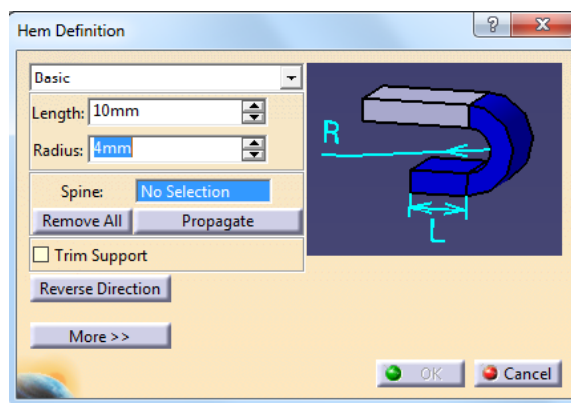 Hem Definition
?
X
Basic
Length: 10mm
Radius: 4mm
Spine: No Selection
Remove All Propagate
Trim Support
Reverse Direction
More >>
R
L
OK Cancel